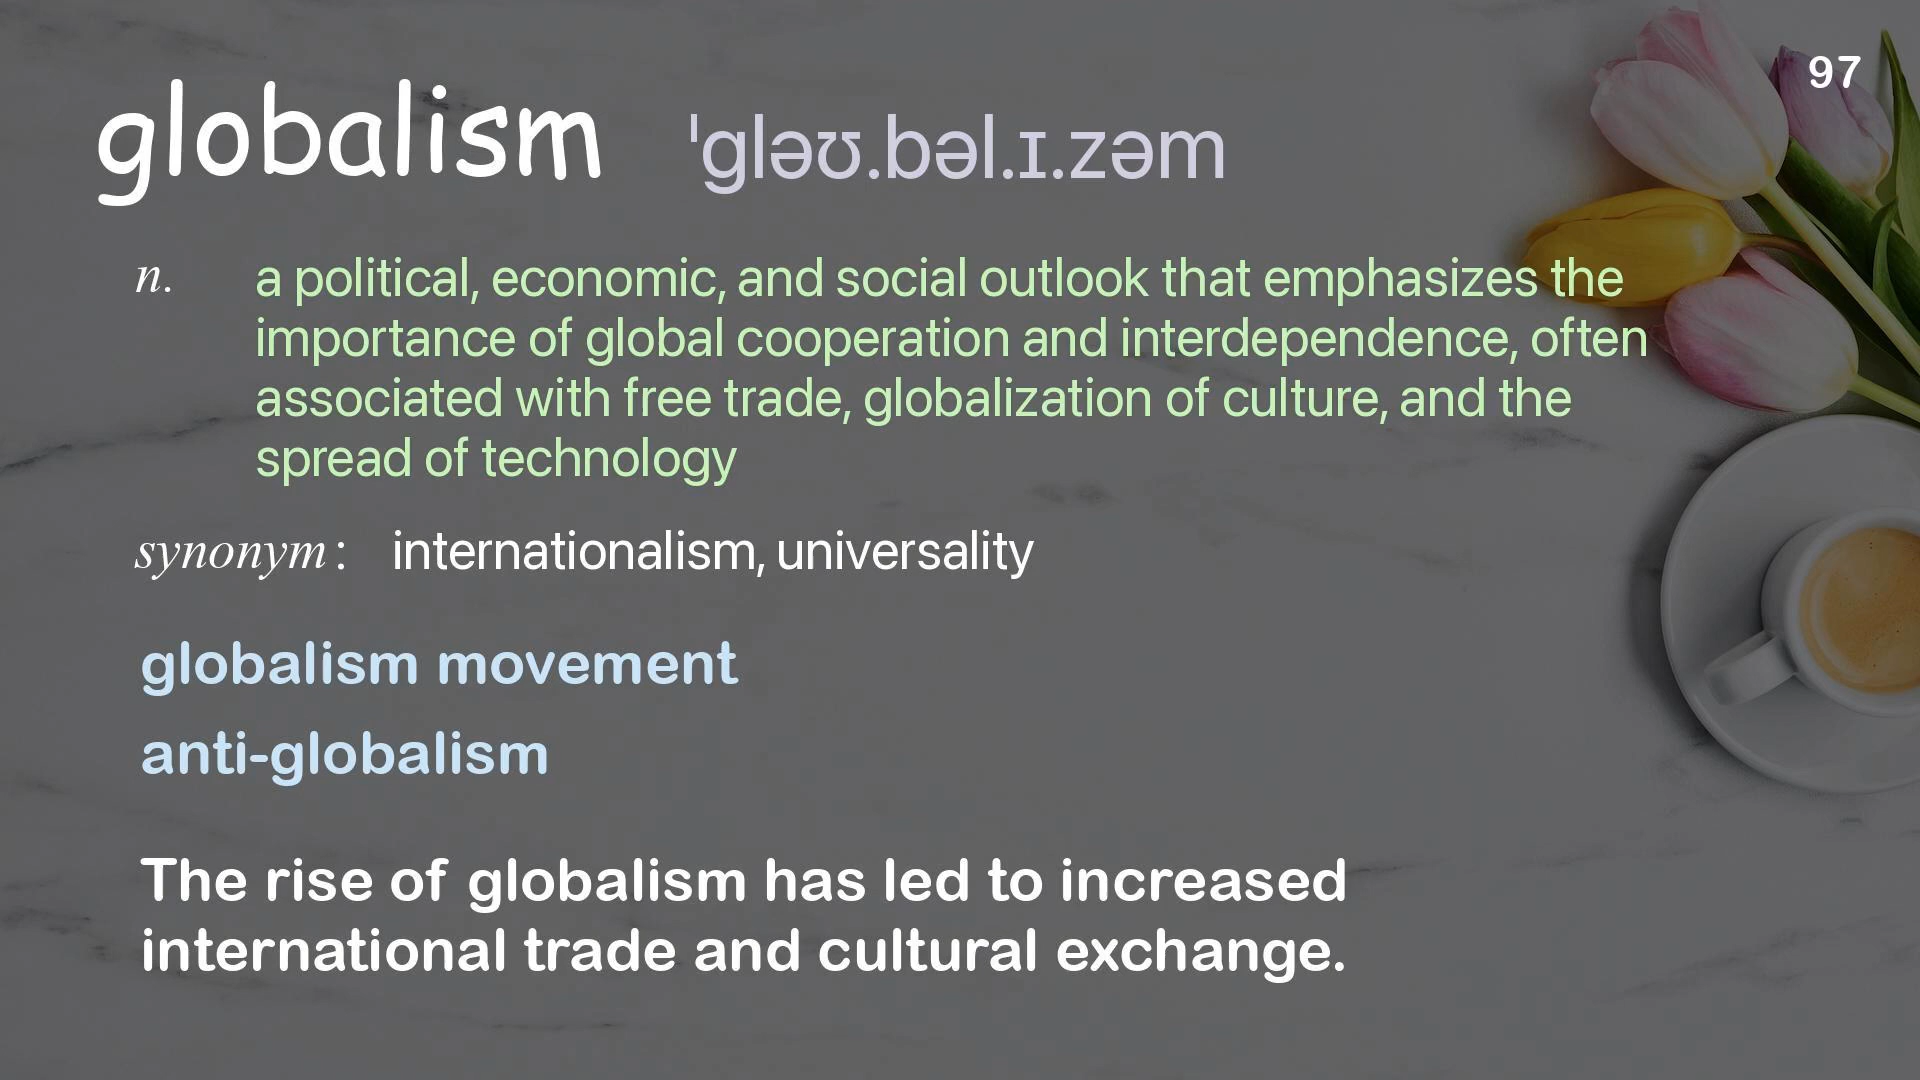 97
globalism ˈɡləʊ.bəl.ɪ.zəm
n. a political, economic, and social outlook that emphasizes the
importance of global cooperation and interdependence, often
associated with free trade, globalization of culture, and the
spread of technology
synonym: internationalism, universality
globalism movement
anti-globalism
The rise of globalism has led to increased
international trade and cultural exchange.